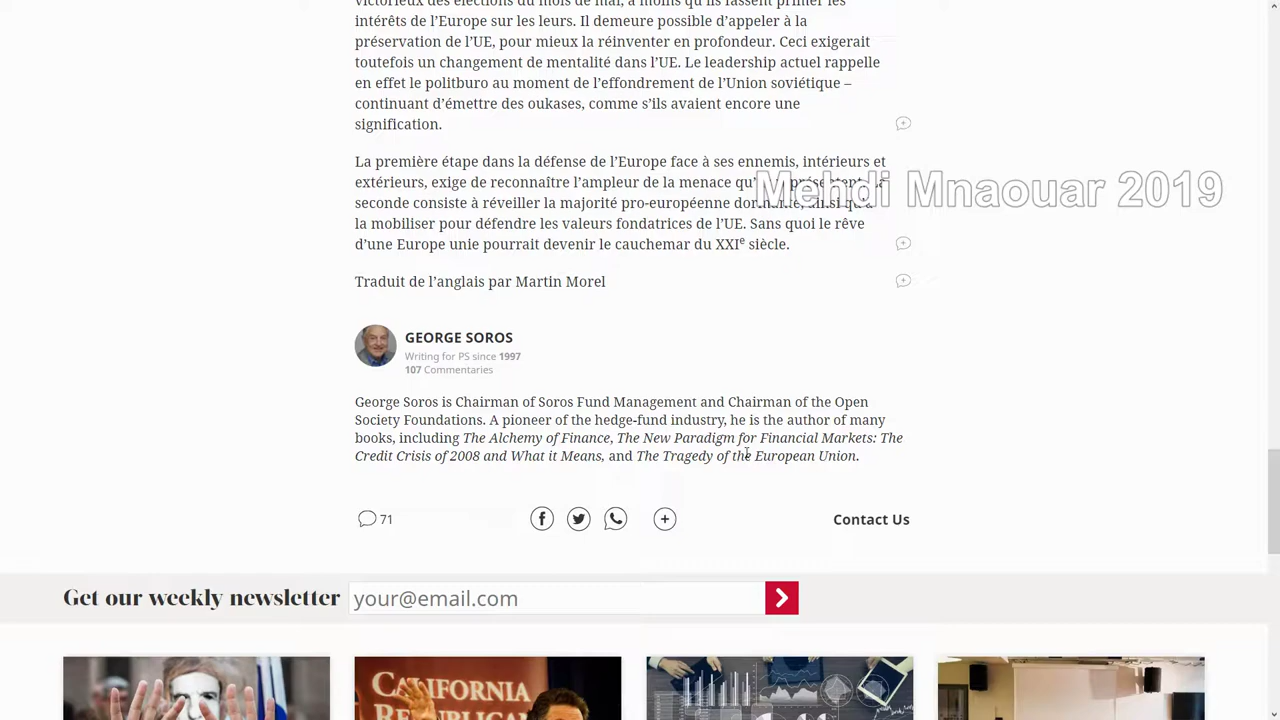 victorieux des élections du mois de mai, à moins qu'ils fassent primer les
intérêts de l'Europe sur les leurs. Il demeure possible d'appeler à la
préservation de l'UE, pour mieux la réinventer en profondeur. Ceci exigerait
toutefois un changement de mentalité dans l'UE. Le leadership actuel rappelle
en effet le politburo au moment de l'effondrement de l'Union soviétique –
continuant d'émettre des oukases, comme s'ils avaient encore une
signification.
La première étape dans la défense de l'Europe face à ses ennemis, intérieurs et
extérieurs, exige de reconnaître l'ampleur de la menace
Mehdi Mnaouar 2019
seconde consiste à réveiller la majorité pro-européenne
la mobiliser pour défendre les valeurs fondatrices de l'UE. Sans quoi le rêve
d'une Europe unie pourrait devenir le cauchemar du XXIe siècle.
Traduit de l'anglais par Martin Morel
GEORGE SOROS
Writing for PS since 1997
107 Commentaries
George Soros is Chairman of Soros Fund Management and Chairman of the Open
Society Foundations. A pioneer of the hedge-fund industry, he is the author of many
books, including The Alchemy of Finance, The New Paradigm for Financial Markets: The
Credit Crisis of 2008 and What it Means, and The Tragedy of the European Union.
71
Contact Us
Get our weekly newsletter
your@email.com
CALIFORNIA